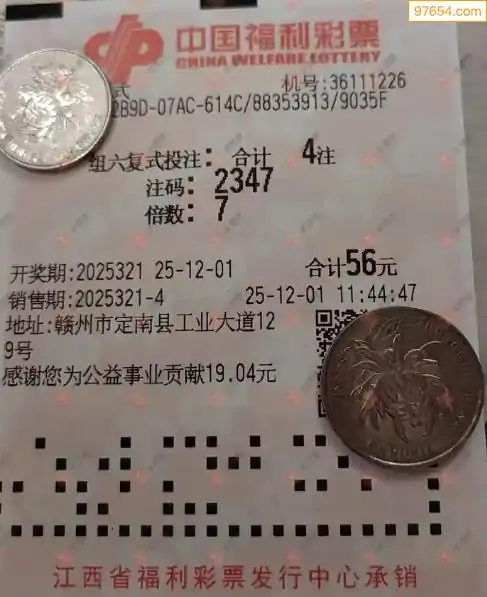 97654.com
中国福利彩票
CHINA WELFARE LOTTERY
式 机号:36111226
2B9D-07AC-614C/88353913/9035F
组六复式投注: 合计 4注
注码: 2347
倍数: 7
开奖期:2025321 25-12-01 合计56元
销售期:2025321-4 25-12-01 11:44:47
地址:赣州市定南县工业大道12
9号
感谢您为公益事业贡献19.04元
江西省福利彩票发行中心承销